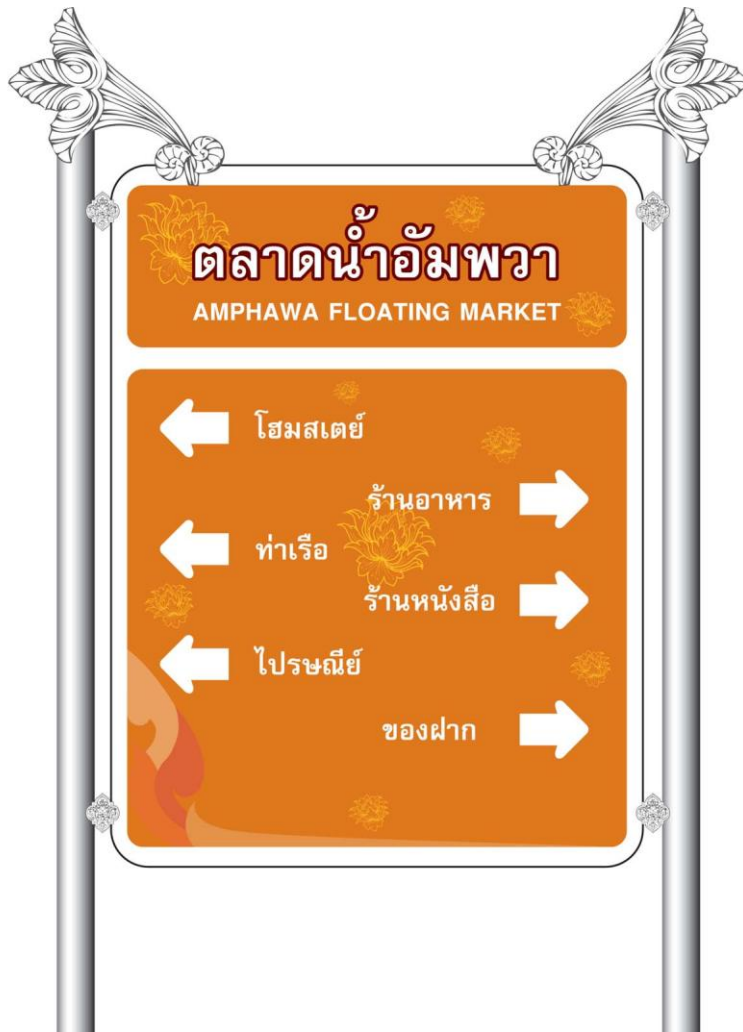 ตลาดน้ำอัมพวา
AMPHAWA FLOATING MARKET
โฮมสเตย์
ร้านอาหาร
ท่าเรือ
ร้านหนังสือ
ไปรษณีย์
ของฝาก